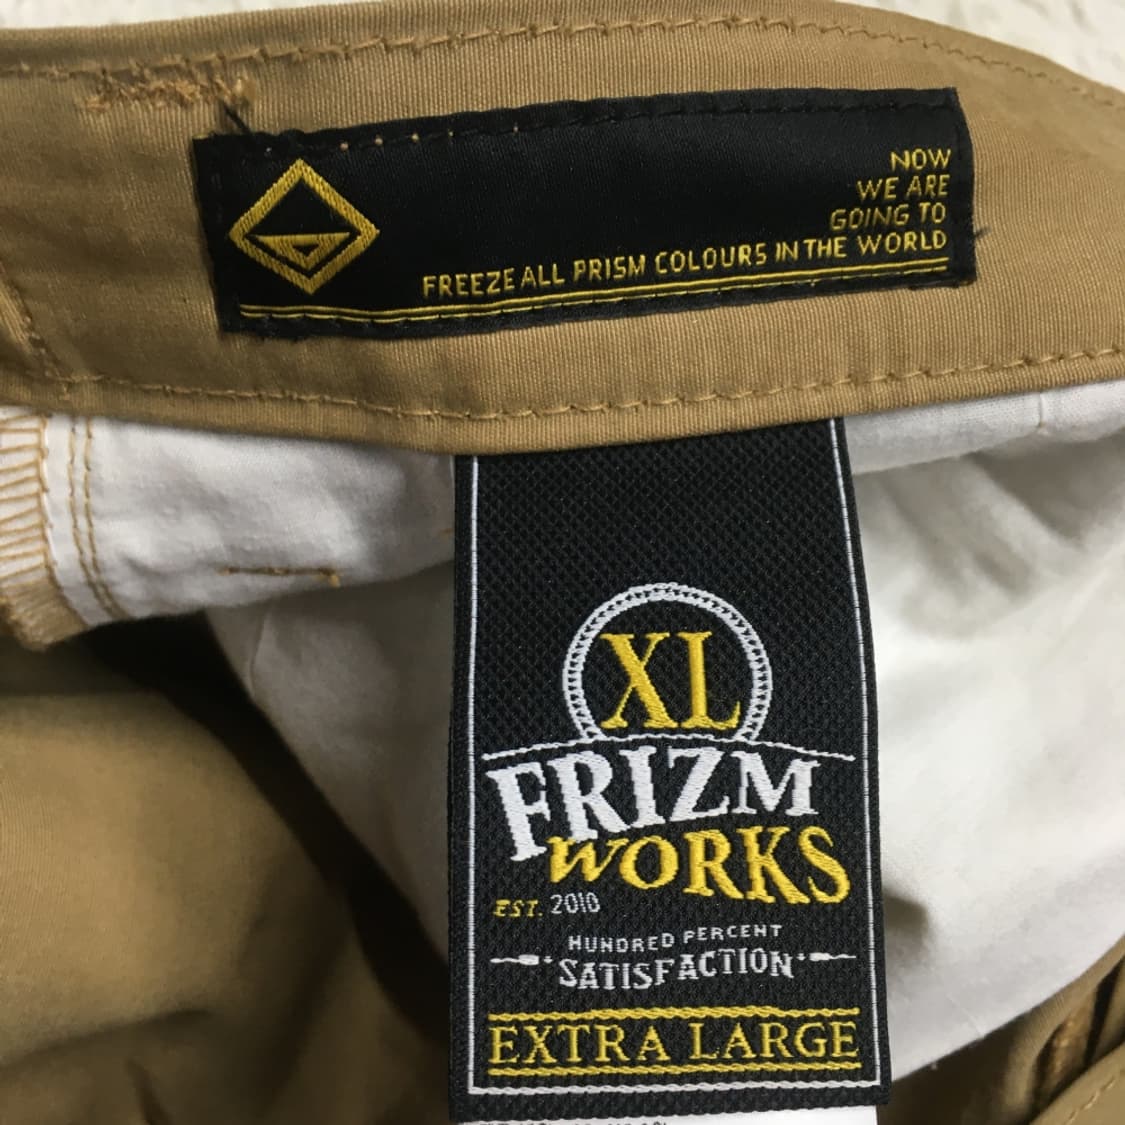 NOW
WE ARE
GOING TO
FREEZE ALL PRISM COLOURS IN THE WORLD
XL
FRIZM
WORKS
EST. 2010
HUNDRED PERCENT
SATISFACTION
EXTRA LARGE